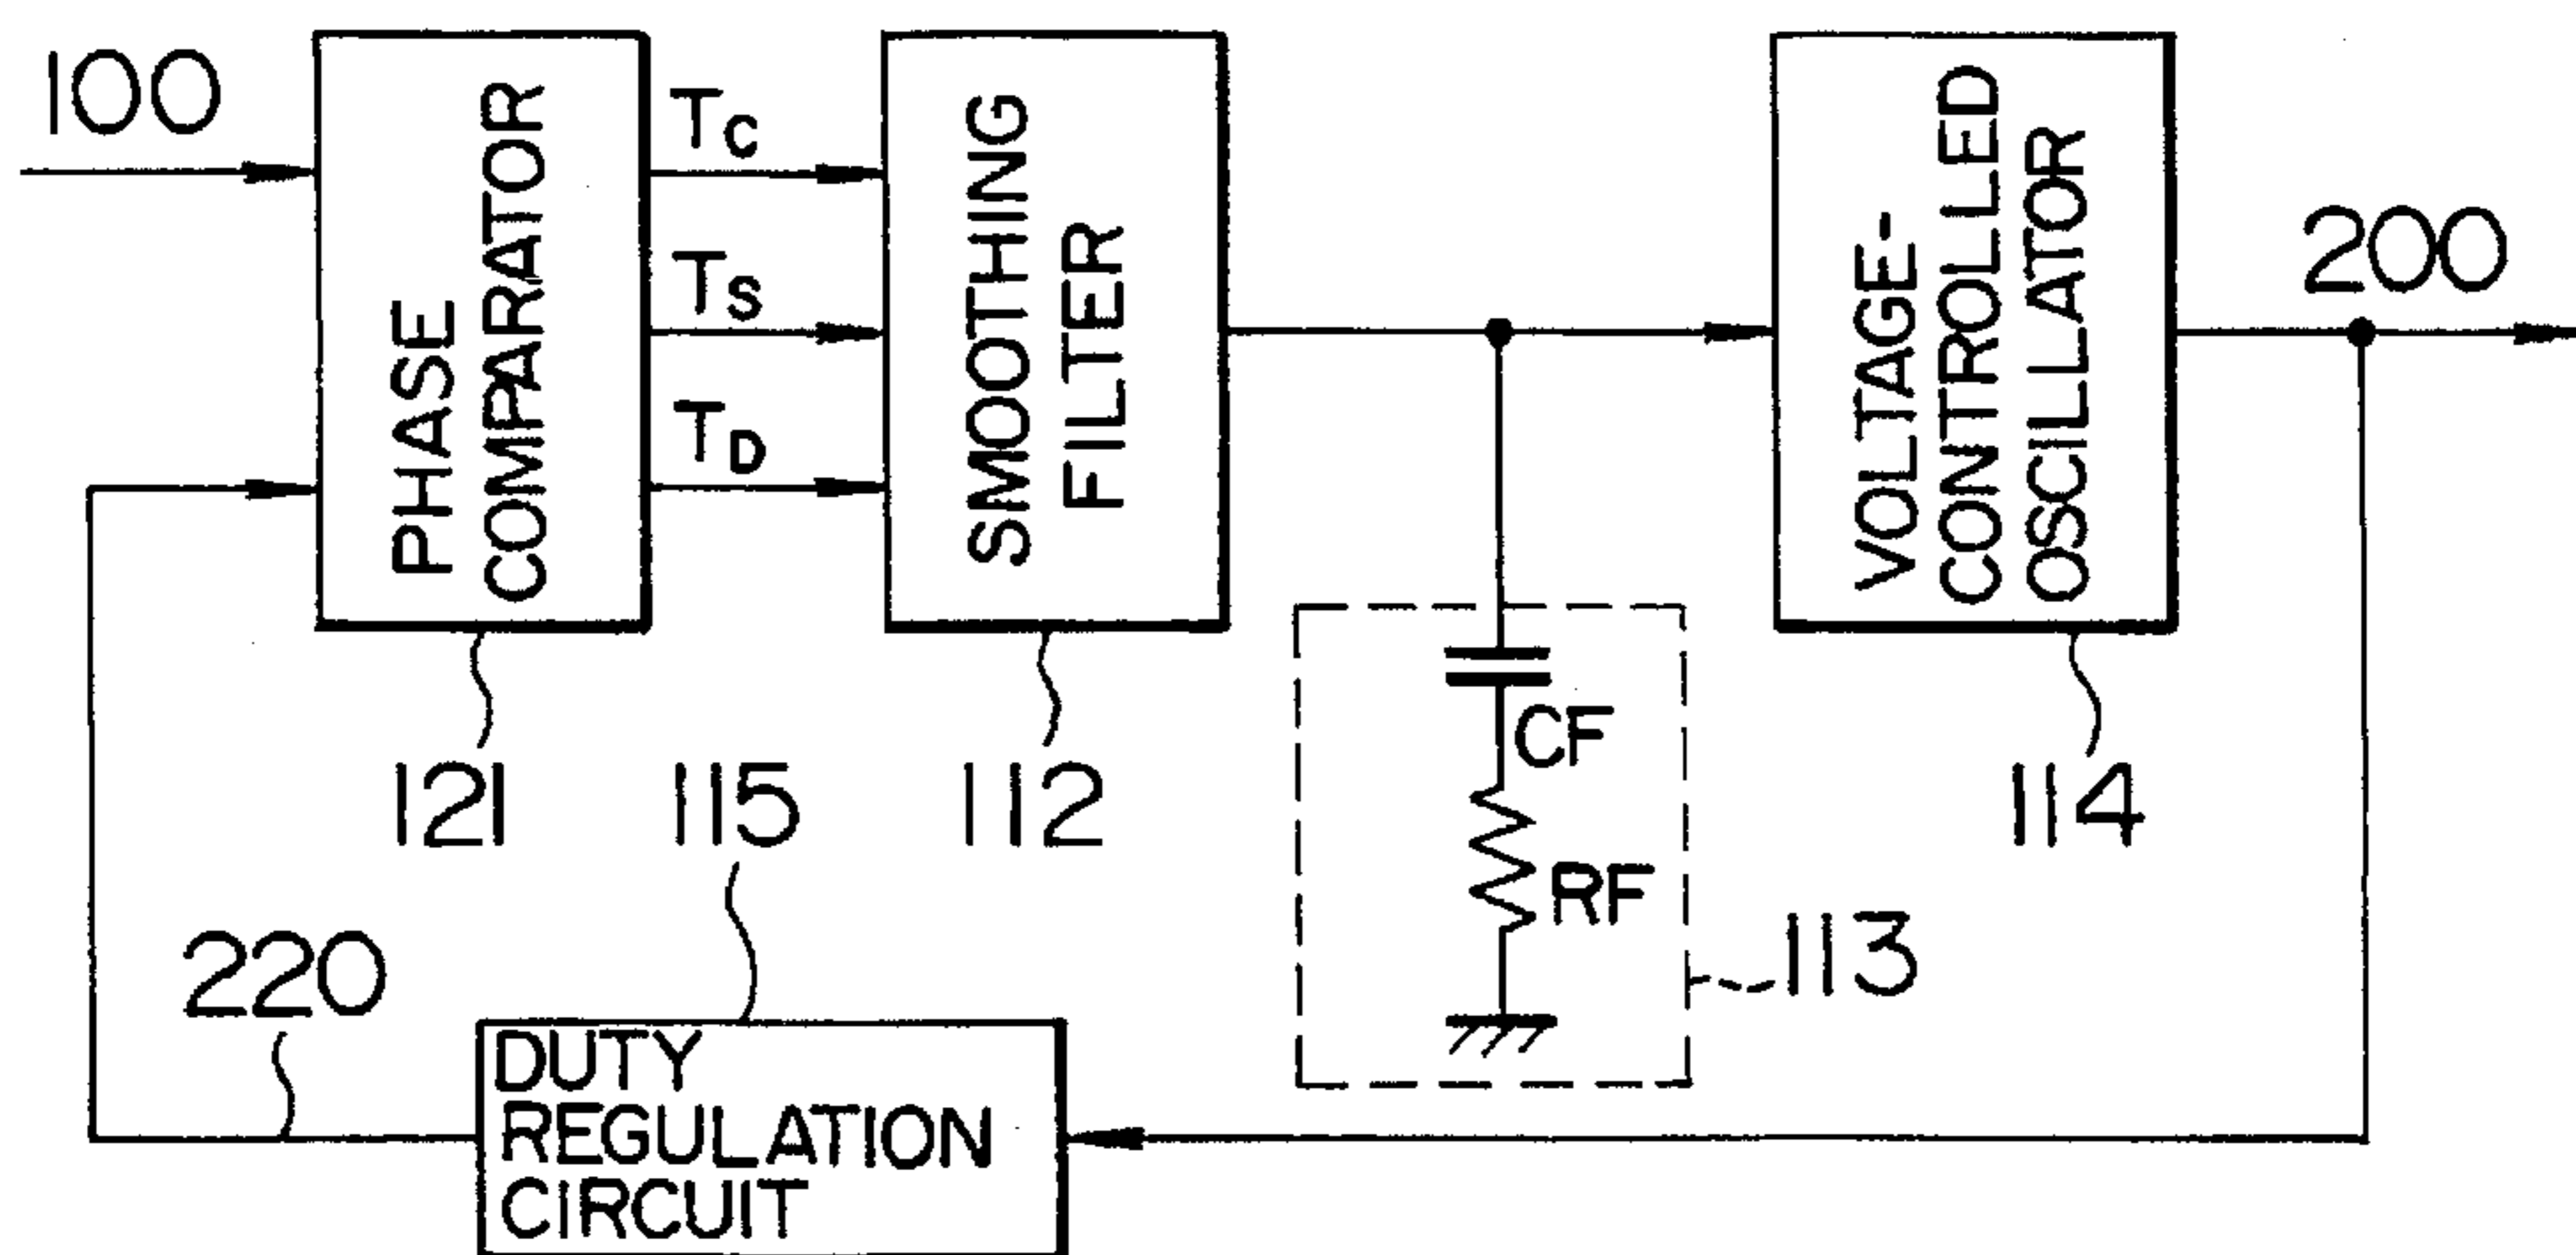 100
PHASE
COMPARATOR
TC
TS
TD
SMOOTHING
FILTER
VOLTAGE-
CONTROLLED
OSCILLATOR
200
121
115
112
CF
RF
113
114
220
DUTY
REGULATION
CIRCUIT